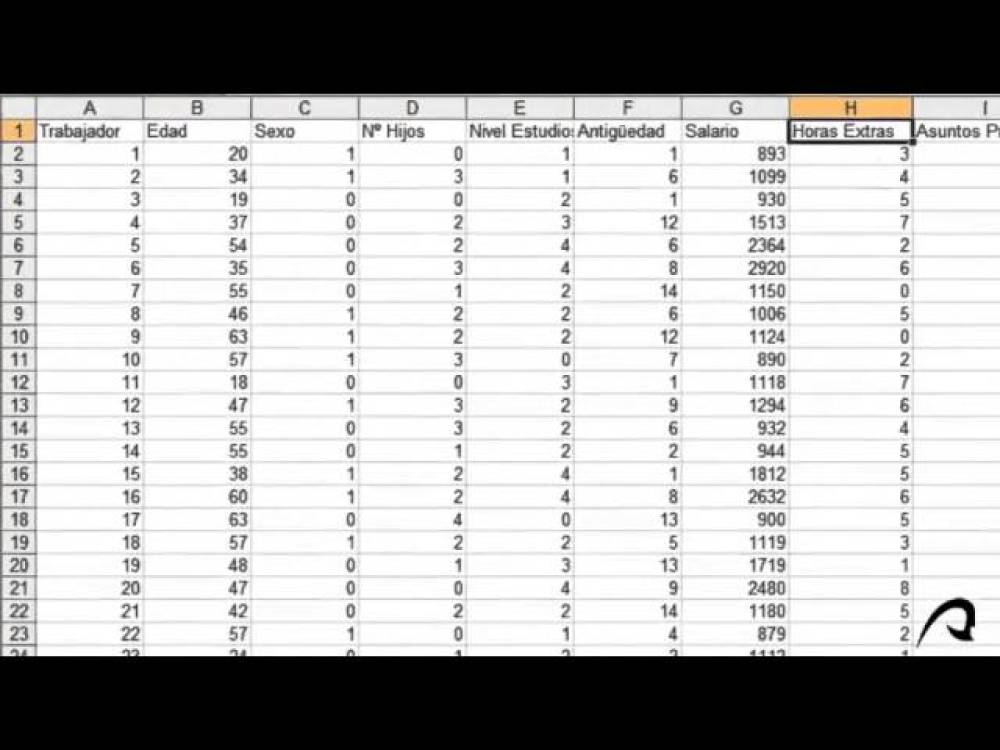 A B C D E F G H I
1 Trabajador Edad Sexo Nº Hijos Nivel Estudio Antigüedad Salario Horas Extras Asuntos Pr
2 1 20 1 0 1 1 893 3
3 2 34 1 3 1 6 1099 4
4 3 19 0 0 2 1 930 5
5 4 37 0 2 3 12 1513 7
6 5 54 0 2 4 6 2364 2
7 6 35 0 3 4 8 2920 6
8 7 55 0 1 2 14 1150 0
9 8 46 1 2 2 6 1006 5
10 9 63 1 2 2 12 1124 0
11 10 57 1 3 0 7 890 2
12 11 18 0 0 3 1 1118 7
13 12 47 1 3 2 9 1294 6
14 13 55 0 3 2 6 932 4
15 14 55 0 1 2 2 944 5
16 15 38 1 2 4 1 1812 5
17 16 60 1 2 4 8 2632 6
18 17 63 0 4 0 13 900 5
19 18 57 1 2 2 5 1119 3
20 19 48 0 1 3 13 1719 1
21 20 47 0 0 4 9 2480 8
22 21 42 0 2 2 14 1180 5
23 22 57 1 0 1 4 879 2